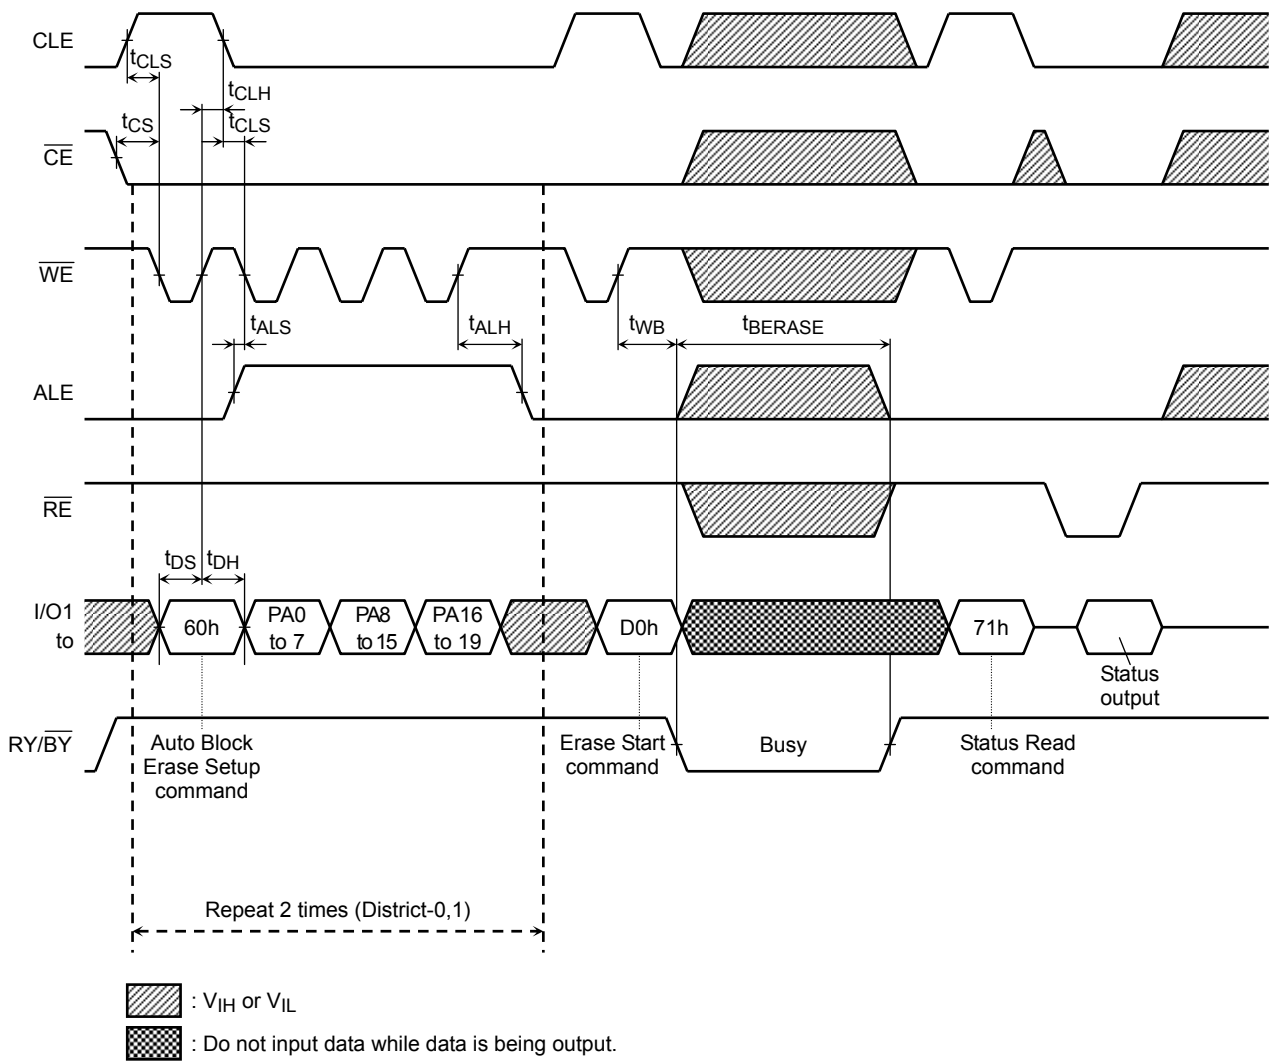 CLE
tCLS
tCLH
tCS
tCLS
CE
WE
tALS
tALH
tWB
tBERASE
ALE
RE
tDS
tDH
I/O1
to
60h
PA0
to 7
PA8
to 15
PA16
to 19
D0h
71h
Status
output
RY/BY
Auto Block
Erase Setup
command
Erase Start
command
Busy
Status Read
command
Repeat 2 times (District-0,1)
: VIH or VIL
: Do not input data while data is being output.